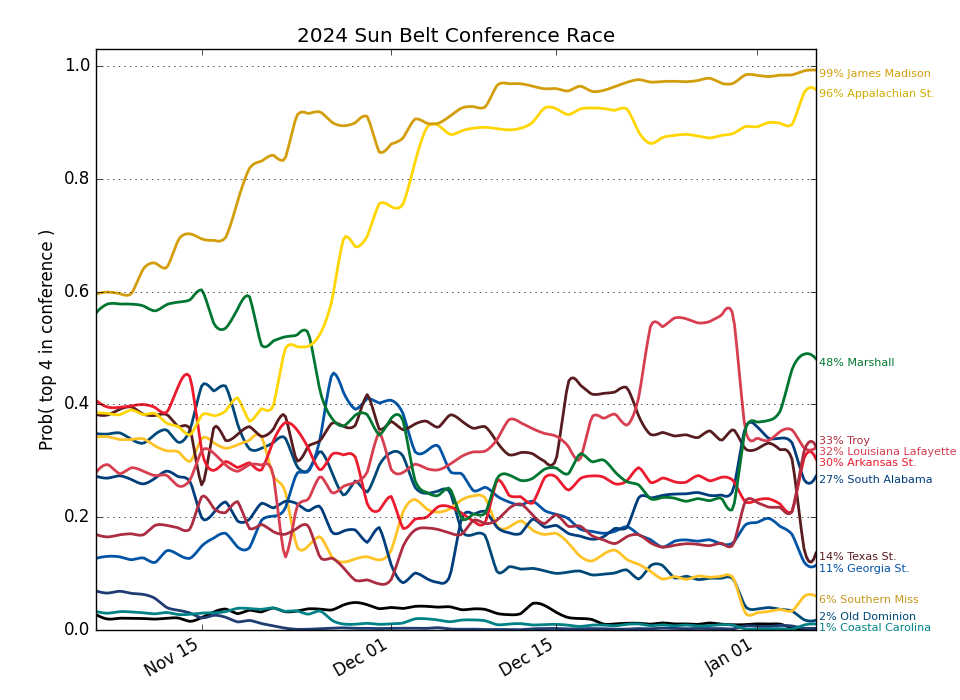 2024 Sun Belt Conference Race
1.0
0.8
0.6
0.4
0.2
0.0
Prob( top 4 in conference )
Nov 15
Dec 01
Dec 15
Jan 01
99% James Madison
96% Appalachian St.
48% Marshall
33% Troy
32% Louisiana Lafayette
30% Arkansas St.
27% South Alabama
14% Texas St.
11% Georgia St.
6% Southern Miss
2% Old Dominion
1% Coastal Carolina